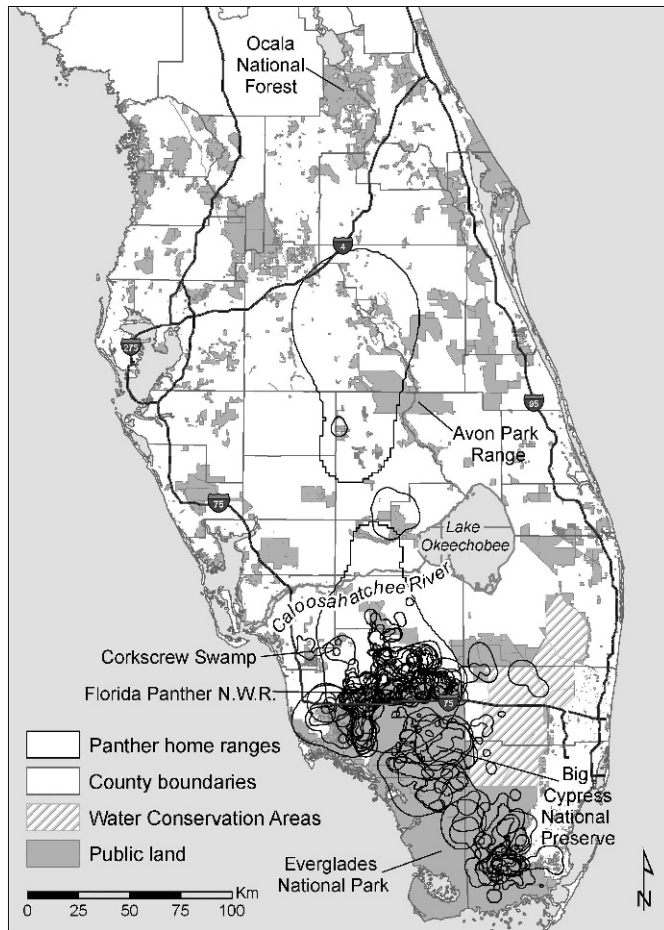 Ocala
National
Forest
4
275
95
Avon Park
Range
75
Lake
Okeechobee
Caloosahatchee River
Corkscrew Swamp
Florida Panther N.W.R.
75
Panther home ranges
County boundaries
Water Conservation Areas
Public land
Big
Cypress
National
Preserve
Everglades
National Park
Km
0 25 50 75 100
N